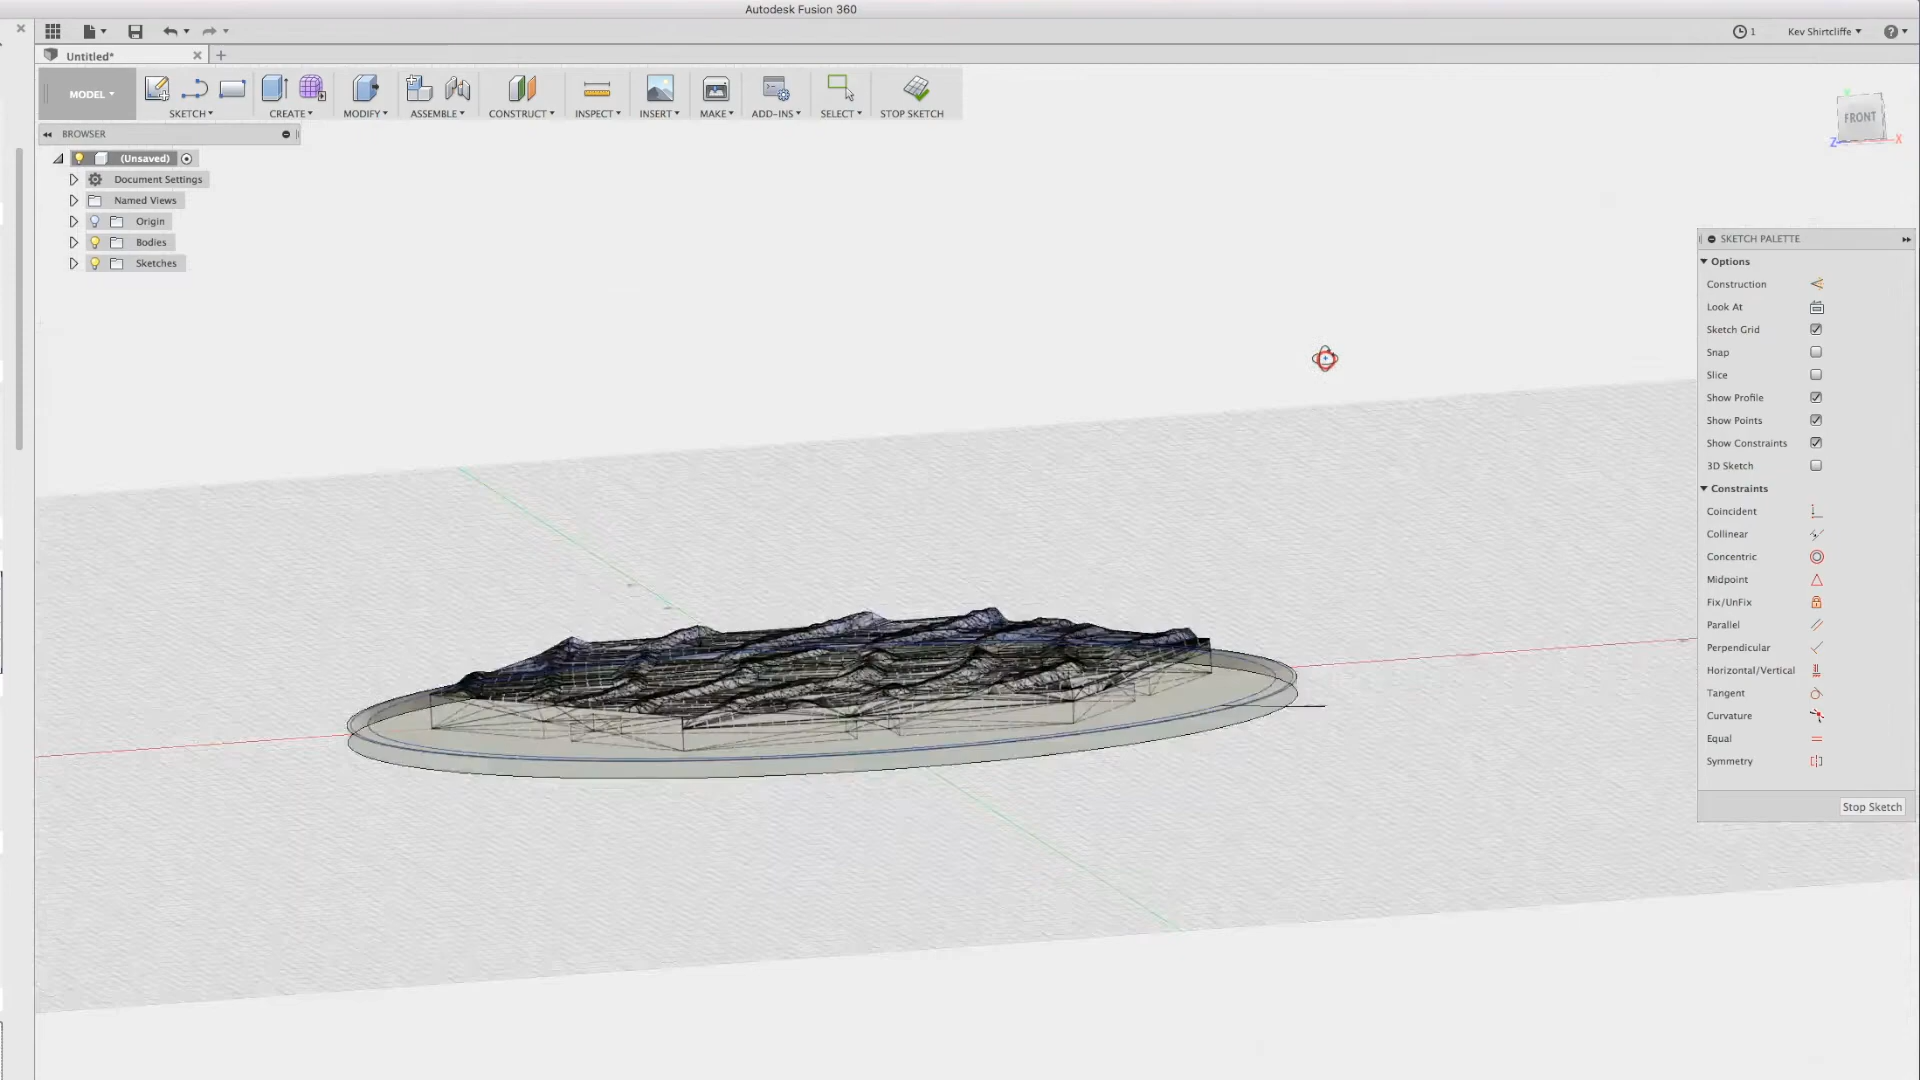 Autodesk Fusion 360
1
Kev Shirtcliffe
Untitled*
MODEL
SKETCH
CREATE
MODIFY
ASSEMBLE
CONSTRUCT
INSPECT
INSERT
MAKE
ADD-INS
SELECT
STOP SKETCH
BROWSER
FRONT
Z
X
(Unsaved)
Document Settings
Named Views
Origin
Bodies
Sketches
SKETCH PALETTE
Options
Construction
Look At
Sketch Grid
Snap
Slice
Show Profile
Show Points
Show Constraints
3D Sketch
Constraints
Coincident
Collinear
Concentric
Midpoint
Fix/UnFix
Parallel
Perpendicular
Horizontal/Vertical
Tangent
Curvature
Equal
Symmetry
Stop Sketch